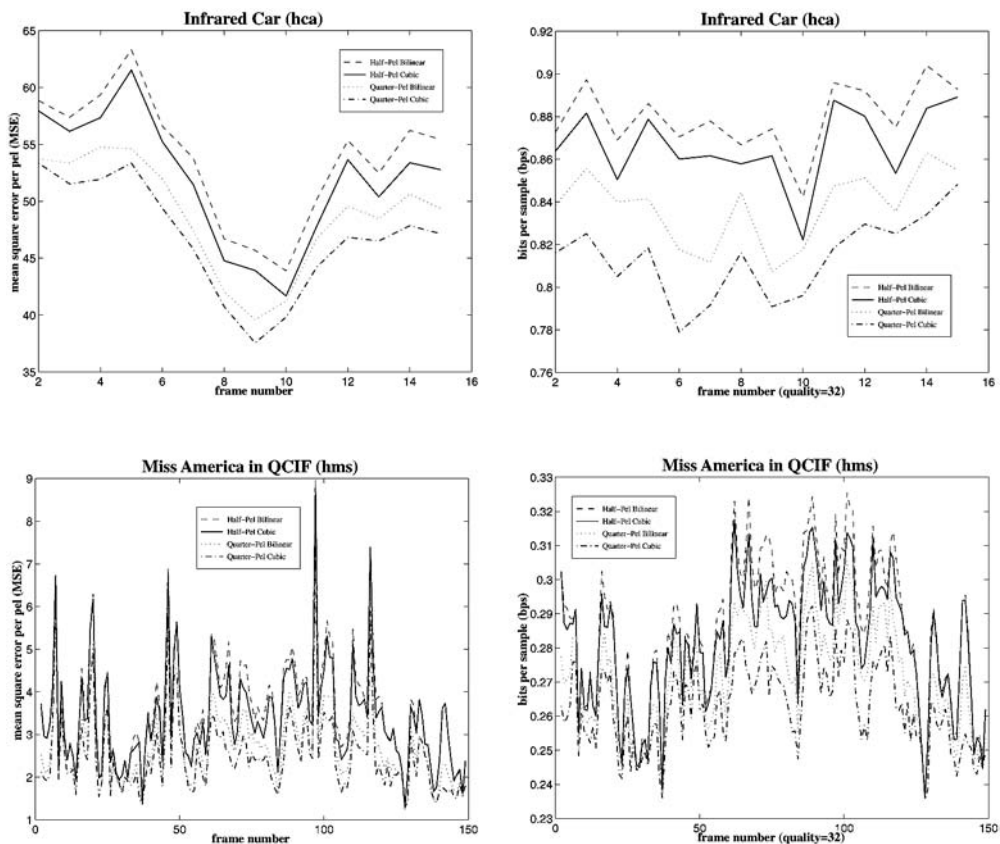 Infrared Car (hca)
mean square error per pel (MSE)
65
60
55
50
45
40
35
2
4
6
8
10
12
14
16
frame number
Half-Pel Bilinear
Half-Pel Cubic
Quarter-Pel Bilinear
Quarter-Pel Cubic
Infrared Car (hca)
bits per sample (bps)
0.92
0.9
0.88
0.86
0.84
0.82
0.8
0.78
0.76
2
4
6
8
10
12
14
16
frame number (quality=32)
Half-Pel Bilinear
Half-Pel Cubic
Quarter-Pel Bilinear
Quarter-Pel Cubic
Miss America in QCIF (hms)
mean square error per pel (MSE)
9
8
7
6
5
4
3
2
1
0
50
100
150
frame number
Half-Pel Bilinear
Half-Pel Cubic
Quarter-Pel Bilinear
Quarter-Pel Cubic
Miss America in QCIF (hms)
bits per sample (bps)
0.33
0.32
0.31
0.3
0.29
0.28
0.27
0.26
0.25
0.24
0.23
0
50
100
150
frame number (quality=32)
Half-Pel Bilinear
Half-Pel Cubic
Quarter-Pel Bilinear
Quarter-Pel Cubic